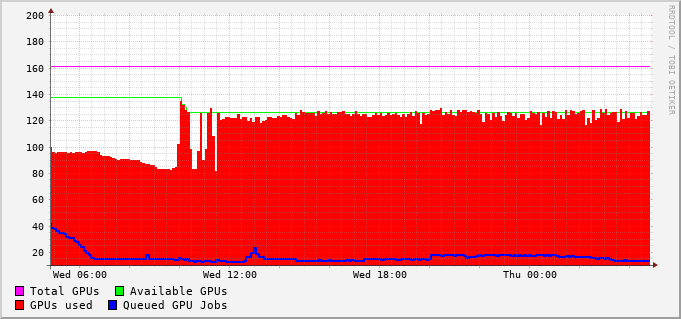 200
180
160
140
120
100
80
60
40
20
Wed 06:00 Wed 12:00 Wed 18:00 Thu 00:00
Total GPUs Available GPUs
GPUs used Queued GPU Jobs
RRDTOOL / TOBI OETIKER